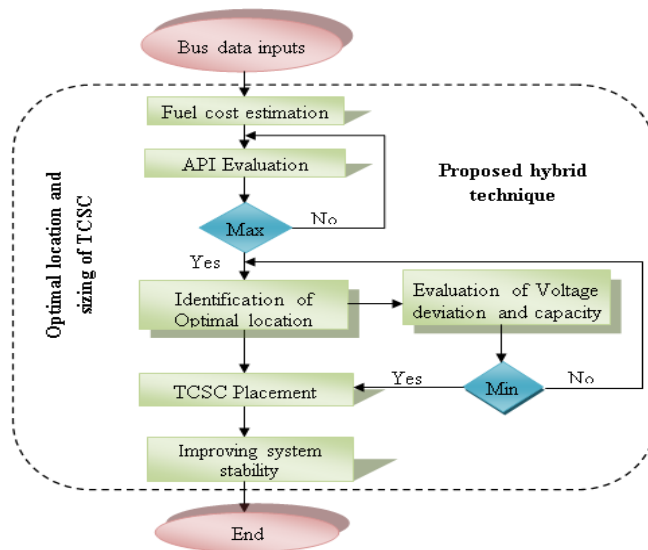 Bus data inputs
Fuel cost estimation
API Evaluation
Proposed hybrid
technique
No
Max
Optimal location and
sizing of TCSC
Yes
Identification of
Optimal location
Evaluation of Voltage
deviation and capacity
TCSC Placement
Yes
Min
No
Improving system
stability
End